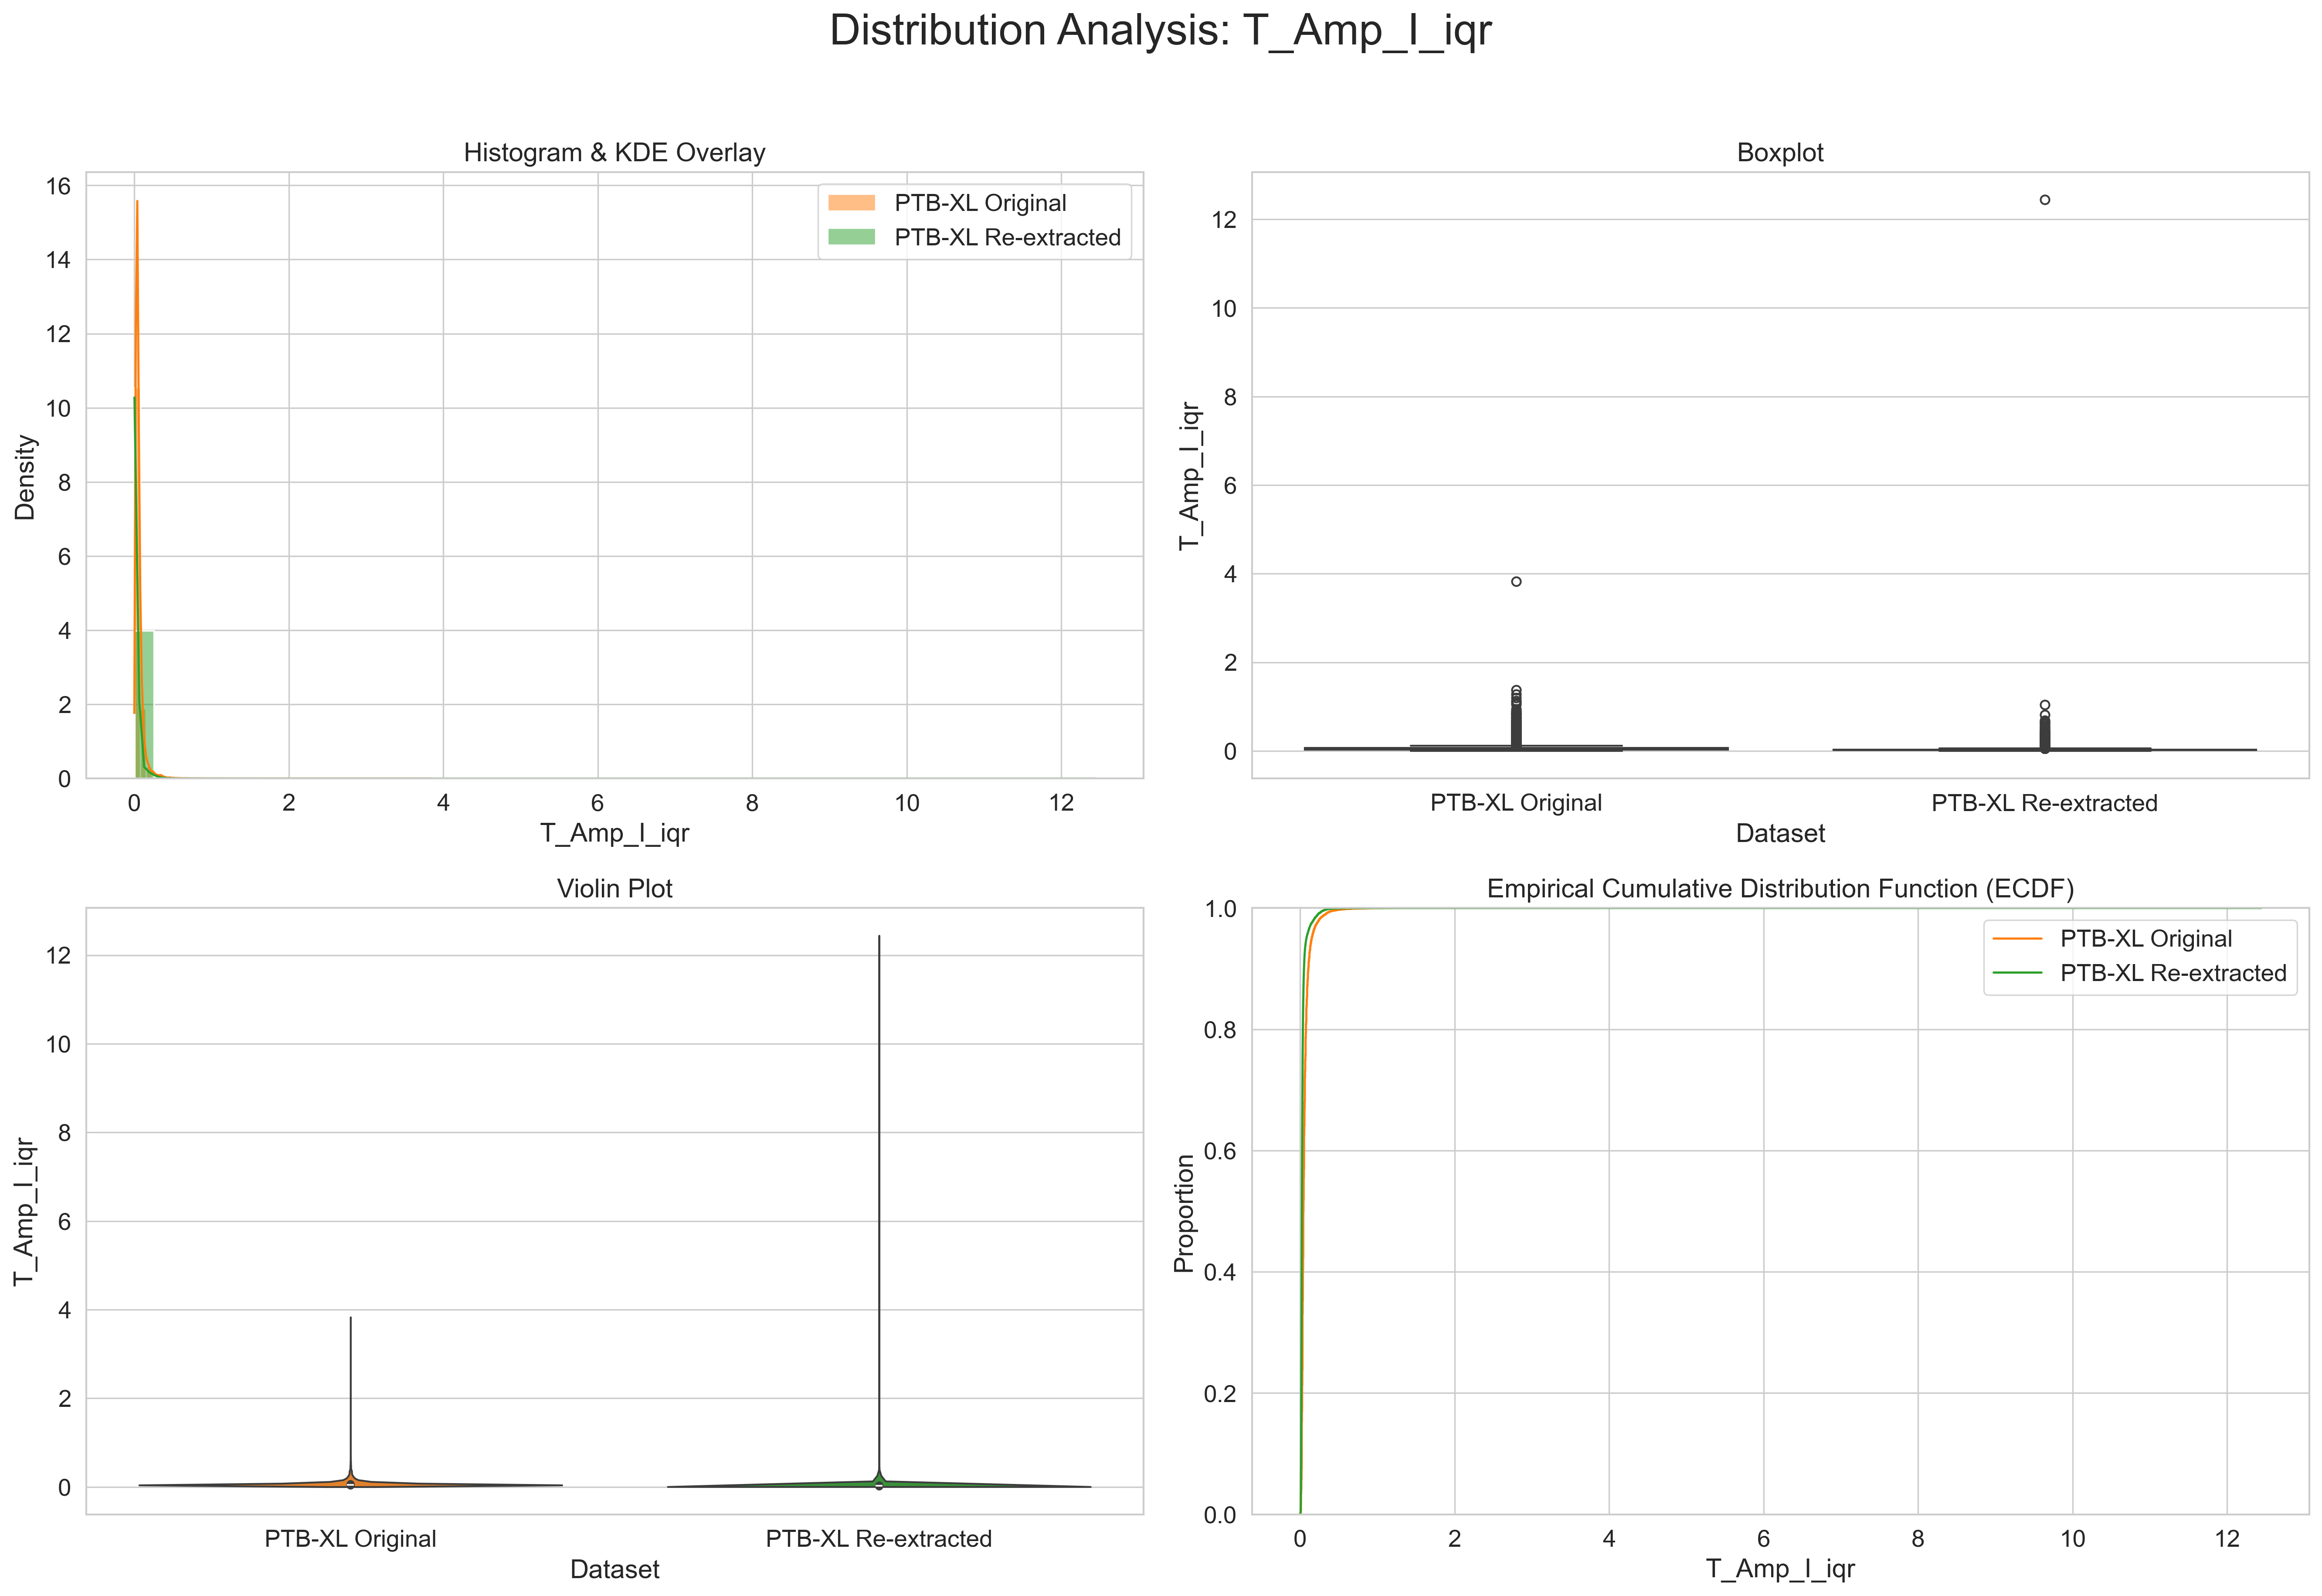 Distribution Analysis: T_Amp_I_iqr
Histogram & KDE Overlay
16
14
12
10
8
6
4
2
0
Density
0 2 4 6 8 10 12
T_Amp_I_iqr
PTB-XL Original
PTB-XL Re-extracted
Boxplot
12
10
8
6
4
2
0
T_Amp_I_iqr
PTB-XL Original PTB-XL Re-extracted
Dataset
Violin Plot
12
10
8
6
4
2
0
T_Amp_I_iqr
PTB-XL Original PTB-XL Re-extracted
Dataset
Empirical Cumulative Distribution Function (ECDF)
1.0
0.8
0.6
0.4
0.2
0.0
Proportion
0 2 4 6 8 10 12
T_Amp_I_iqr
PTB-XL Original
PTB-XL Re-extracted